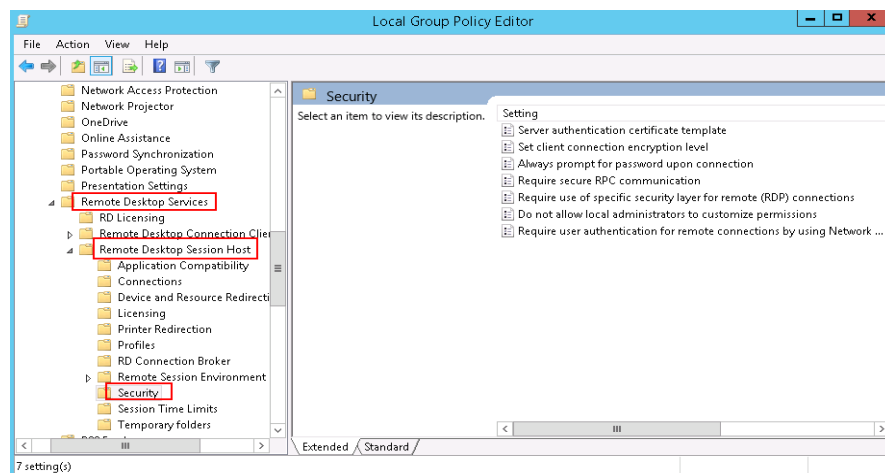 Local Group Policy Editor
File Action View Help
Network Access Protection
Network Projector
OneDrive
Online Assistance
Password Synchronization
Portable Operating System
Presentation Settings
Remote Desktop Services
RD Licensing
Remote Desktop Connection Clier
Remote Desktop Session Host
Application Compatibility
Connections
Device and Resource Redirecti
Licensing
Printer Redirection
Profiles
RD Connection Broker
Remote Session Environment
Security
Session Time Limits
Temporary folders
Security
Select an item to view its description.
Setting
Server authentication certificate template
Set client connection encryption level
Always prompt for password upon connection
Require secure RPC communication
Require use of specific security layer for remote (RDP) connections
Do not allow local administrators to customize permissions
Require user authentication for remote connections by using Network ...
Extended Standard
7 setting(s)